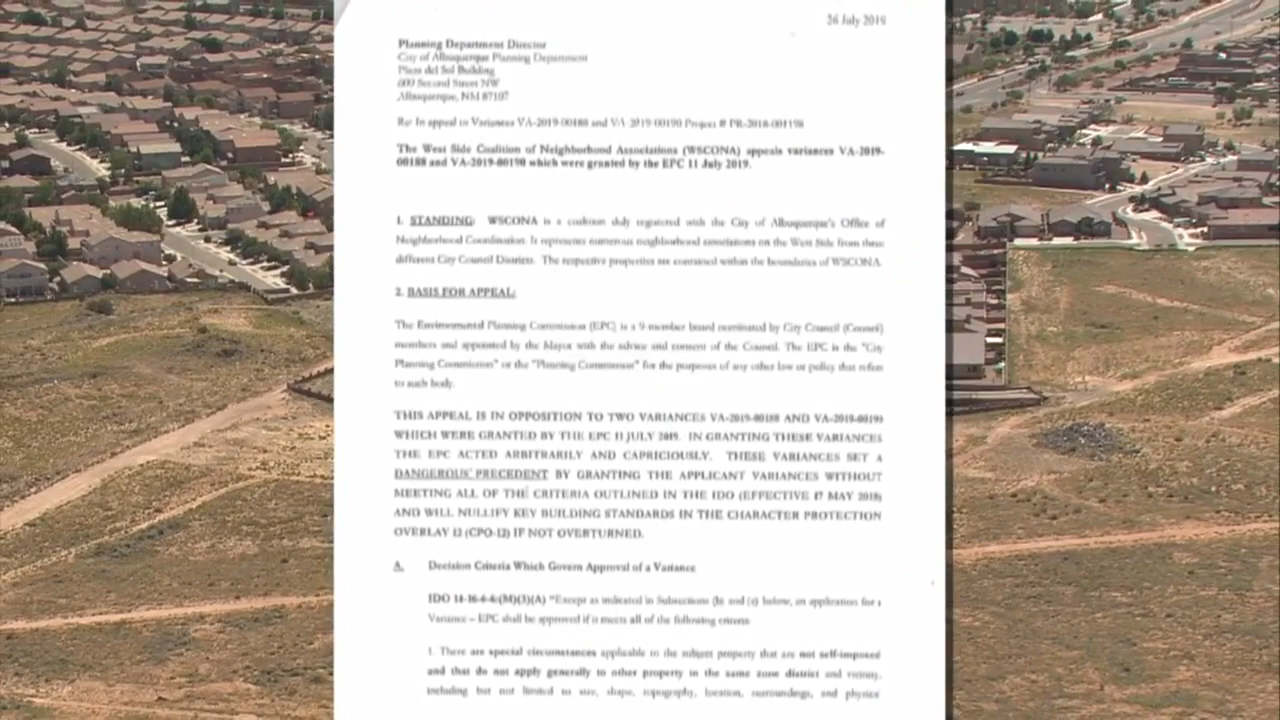 26 July 2019
Planning Department Director
City of Albuquerque Planning Department
Plaza del Sol Building
600 Second Street NW
Albuquerque, NM 87102
Re: In appeal to Variances VA-2019-00188 and VA-2019-00190 Project # PR-2018-001198
The West Side Coalition of Neighborhood Associations (WSCONA) appeals variances VA-2019-
00188 and VA-2019-00190 which were granted by the EPC 11 July 2019.
1. STANDING: WSCONA is a coalition duly registered with the City of Albuquerque's Office of
Neighborhood Coordination. It represents numerous neighborhood associations on the West Side from three
different City Council Districts. The respective properties are contained within the boundaries of WSCONA.
2. BASIS FOR APPEAL:
The Environmental Planning Commission (EPC) is a 9-member board nominated by City Council (Council)
members and appointed by the Mayor with the advice and consent of the Council. The EPC is the "City
Planning Commission" or the "Planning Commission" for the purposes of any other law or policy that refers
to such body.
THIS APPEAL IS IN OPPOSITION TO TWO VARIANCES VA-2019-00188 AND VA-2019-00190
WHICH WERE GRANTED BY THE EPC 11 JULY 2019. IN GRANTING THESE VARIANCES
THE EPC ACTED ARBITRARILY AND CAPRICIOUSLY. THESE VARIANCES SET A
DANGEROUS PRECEDENT BY GRANTING THE APPLICANT VARIANCES WITHOUT
MEETING ALL OF THE CRITERIA OUTLINED IN THE IDO (EFFECTIVE 17 MAY 2018)
AND WILL NULLIFY KEY BUILDING STANDARDS IN THE CHARACTER PROTECTION
OVERLAY 12 (CPO-12) IF NOT OVERTURNED.
A. Decision Criteria Which Govern Approval of a Variance
IDO 14-16-6-6(M)(3)(A) "Except as indicated in Subsections (b) and (c) below, an application for a
Variance – EPC shall be approved if it meets all of the following criteria:
1. There are special circumstances applicable to the subject property that are not self-imposed
and that do not apply generally to other property in the same zone district and vicinity,
including but not limited to size, shape, topography, location, surroundings, and physical